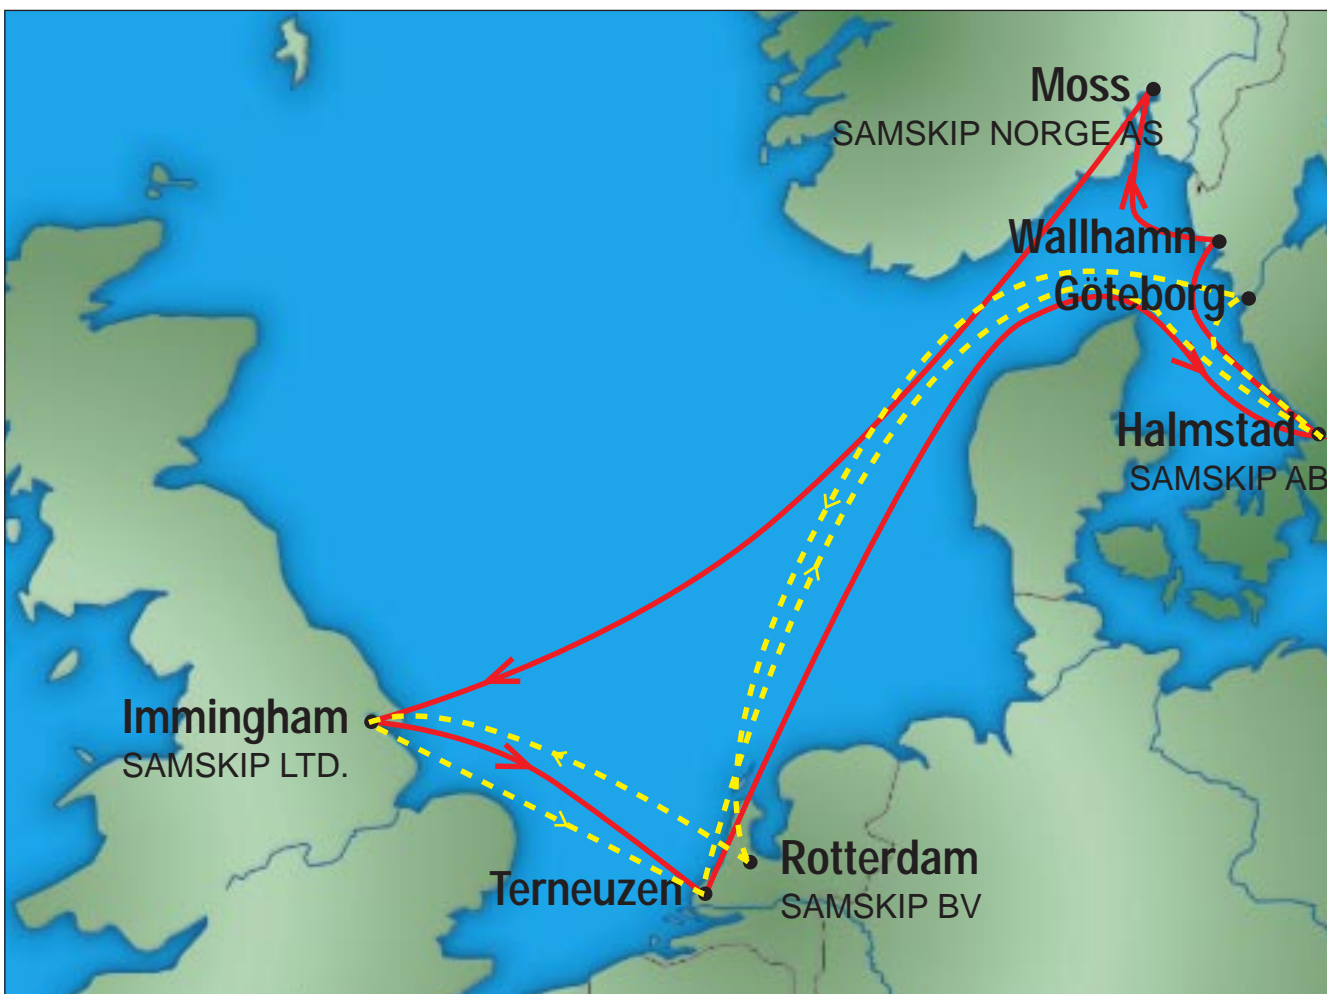 Moss
SAMSKIP NORGE AS
Wallhamn
Göteborg
Halmstad
SAMSKIP AB
Immingham
SAMSKIP LTD.
Rotterdam
SAMSKIP BV
Terneuzen